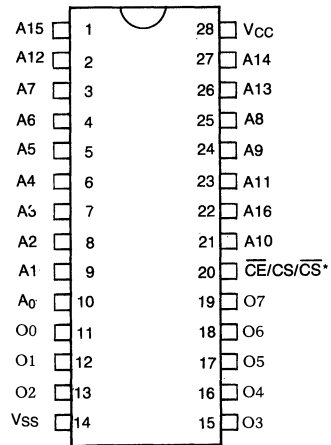 A15 1 28 VCC
A12 2 27 A14
A7 3 26 A13
A6 4 25 A8
A5 5 24 A9
A4 6 23 A11
A3 7 22 A16
A2 8 21 A10
A1 9 20 CE/CS/CS*
A0 10 19 O7
O0 11 18 O6
O1 12 17 O5
O2 13 16 O4
VSS 14 15 O3